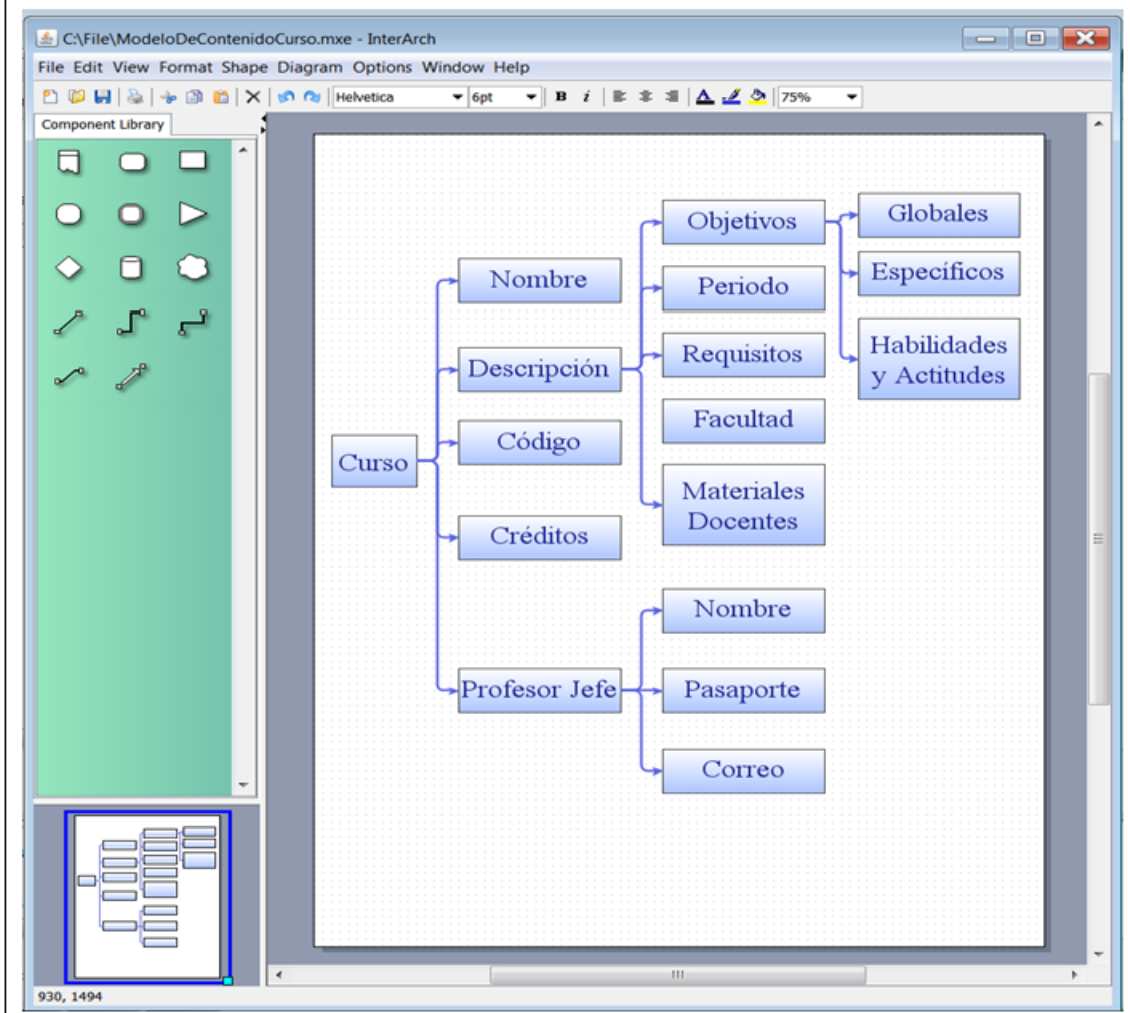 C:\File\ModeloDeContenidoCurso.mxe - InterArch
File Edit View Format Shape Diagram Options Window Help
Helvetica 6pt B i A 75%
Component Library
Curso
Nombre
Descripción
Código
Créditos
Profesor Jefe
Objetivos
Periodo
Requisitos
Facultad
Materiales
Docentes
Nombre
Pasaporte
Correo
Globales
Específicos
Habilidades
y Actitudes
930, 1494